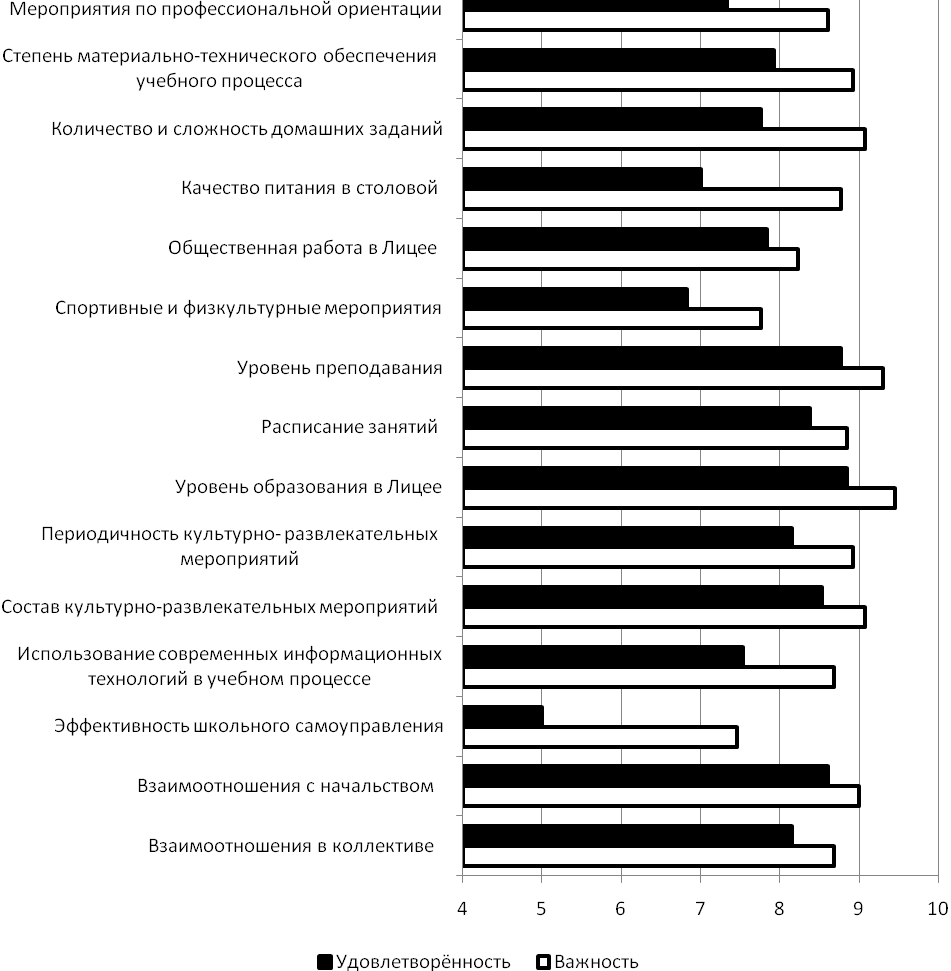 Мероприятия по профессиональной ориентации
Степень материально-технического обеспечения
учебного процесса
Количество и сложность домашних заданий
Качество питания в столовой
Общественная работа в Лицее
Спортивные и физкультурные мероприятия
Уровень преподавания
Расписание занятий
Уровень образования в Лицее
Периодичность культурно-развлекательных
мероприятий
Состав культурно-развлекательных мероприятий
Использование современных информационных
технологий в учебном процессе
Эффективность школьного самоуправления
Взаимоотношения с начальством
Взаимоотношения в коллективе
4 5 6 7 8 9 10
Удовлетворённость Важность